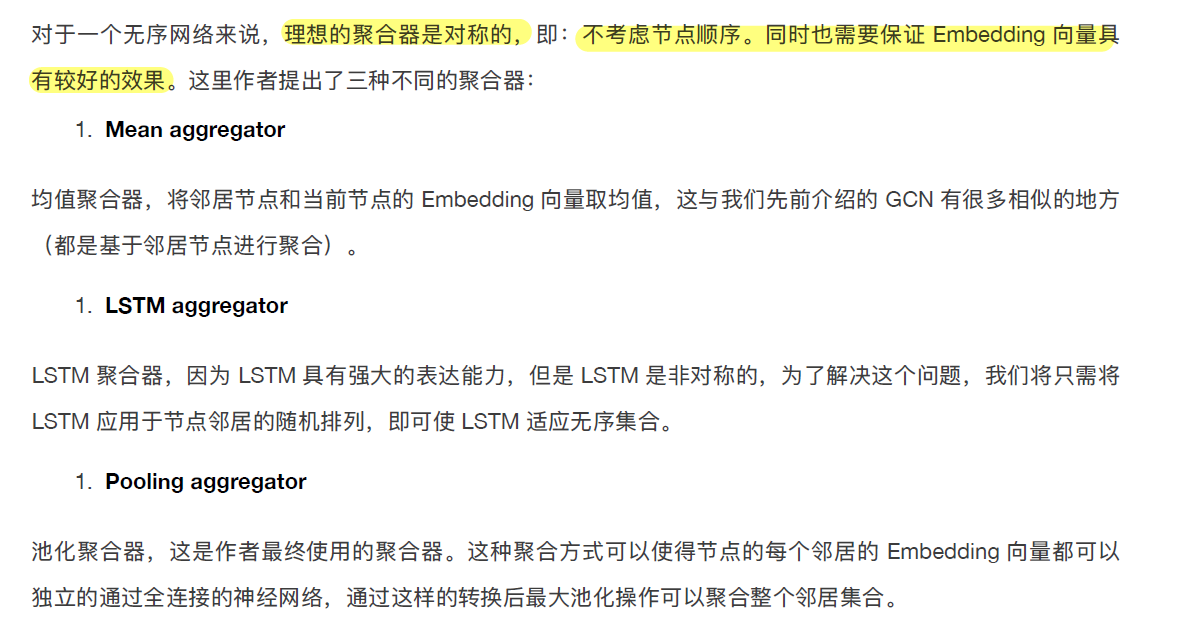 对于一个无序网络来说，理想的聚合器是对称的，即：不考虑节点顺序。同时也需要保证 Embedding 向量具
有较好的效果。这里作者提出了三种不同的聚合器：
1. Mean aggregator
均值聚合器，将邻居节点和当前节点的 Embedding 向量取均值，这与我们先前介绍的 GCN 有很多相似的地方
（都是基于邻居节点进行聚合）。
1. LSTM aggregator
LSTM 聚合器，因为 LSTM 具有强大的表达能力，但是 LSTM 是非对称的，为了解决这个问题，我们将只需将
LSTM 应用于节点邻居的随机排列，即可使 LSTM 适应无序集合。
1. Pooling aggregator
池化聚合器，这是作者最终使用的聚合器。这种聚合方式可以使得节点的每个邻居的 Embedding 向量都可以
独立的通过全连接的神经网络，通过这样的转换后最大池化操作可以聚合整个邻居集合。